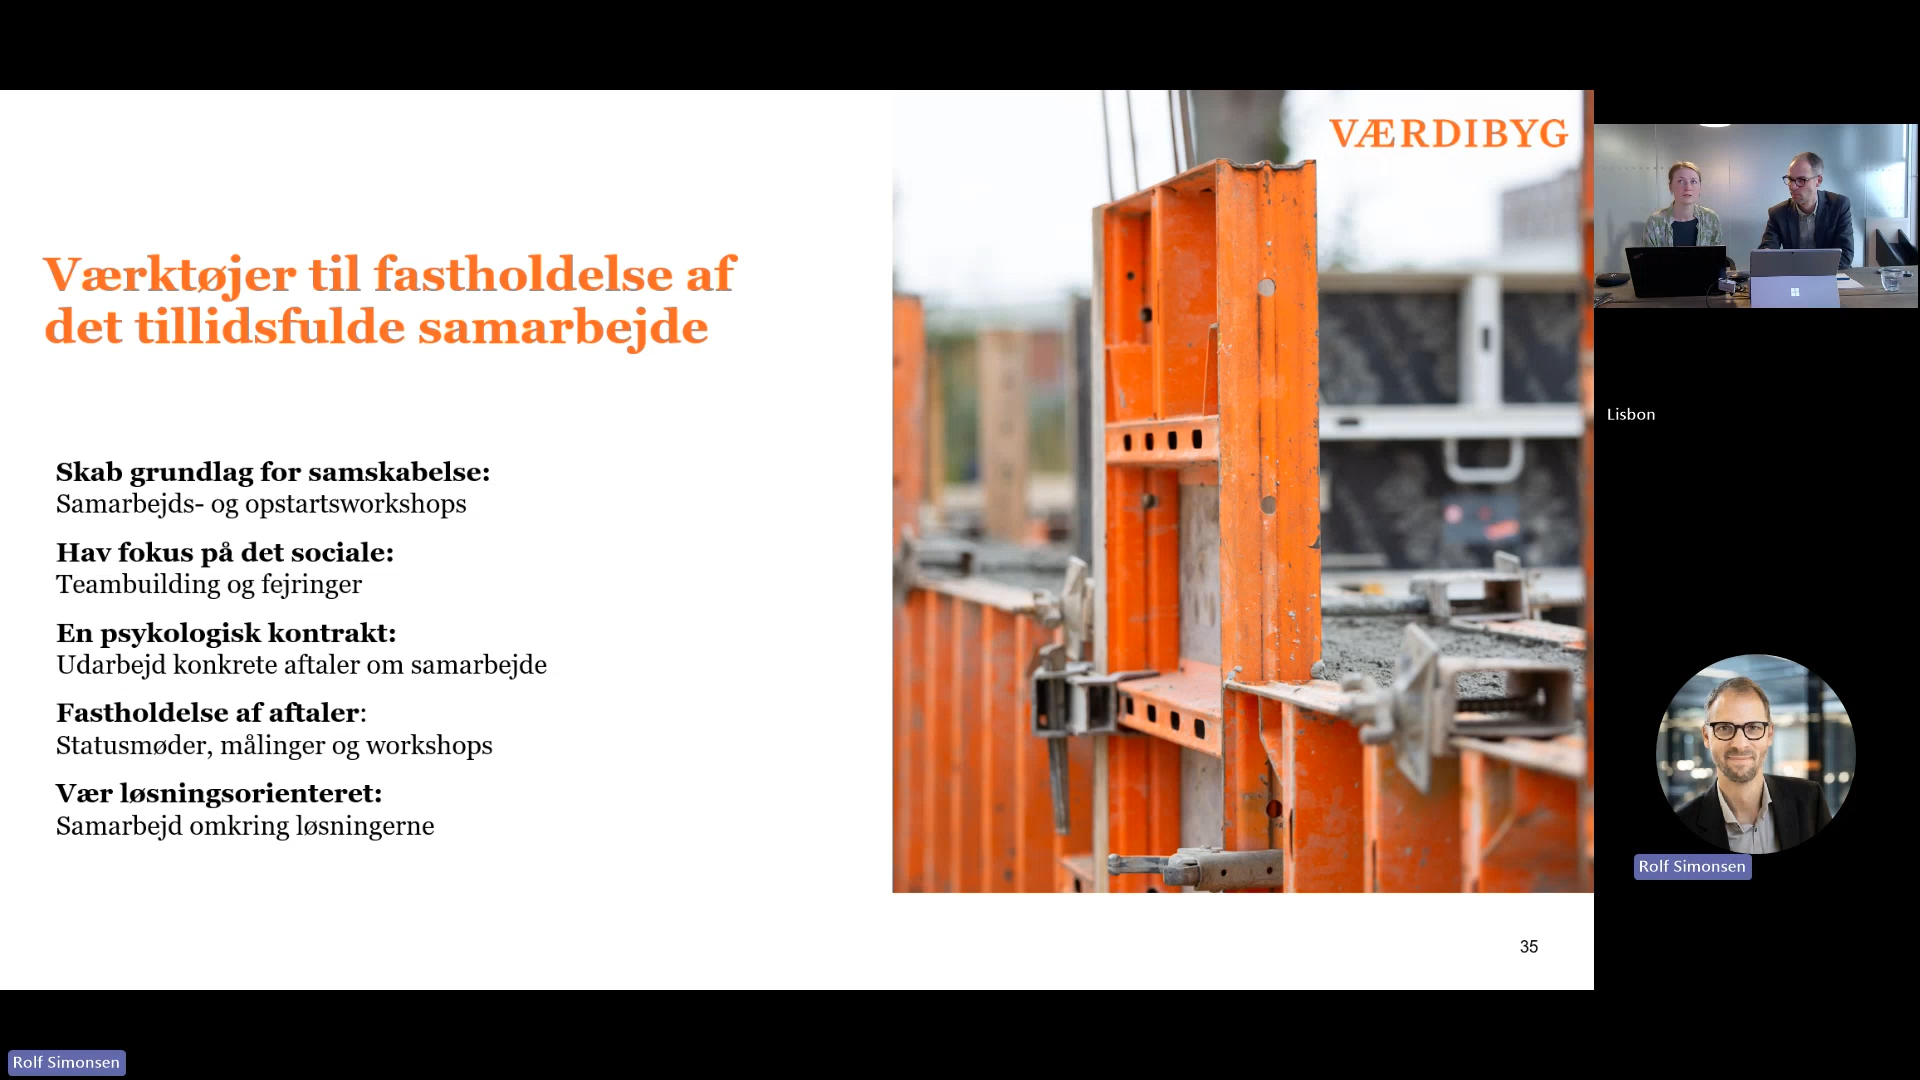 VÆRDIBYG
Værktøjer til fastholdelse af
det tillidsfulde samarbejde
Skab grundlag for samskabelse:
Samarbejds- og opstartsworkshops
Hav fokus på det sociale:
Teambuilding og fejringer
En psykologisk kontrakt:
Udarbejd konkrete aftaler om samarbejde
Fastholdelse af aftaler:
Statusmøder, målinger og workshops
Vær løsningsorienteret:
Samarbejd omkring løsningerne
35
Lisbon
Rolf Simonsen
Rolf Simonsen